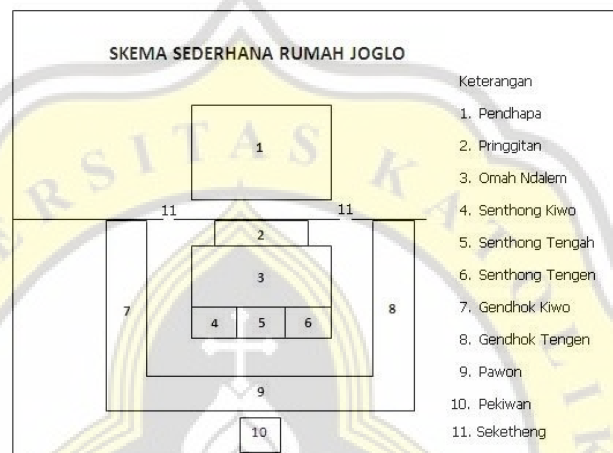 SKEMA SEDERHANA RUMAH JOGLO
Keterangan
1. Pendhapa
2. Pringgitan
3. Omah Ndalem
4. Senthong Kiwo
5. Senthong Tengah
6. Senthong Tengen
7. Gendhok Kiwo
8. Gendhok Tengen
9. Pawon
10. Pekiwan
11. Seketheng
1
11 11
2
3
7 8
4 5 6
9
10
ERSITAS KATOLIK